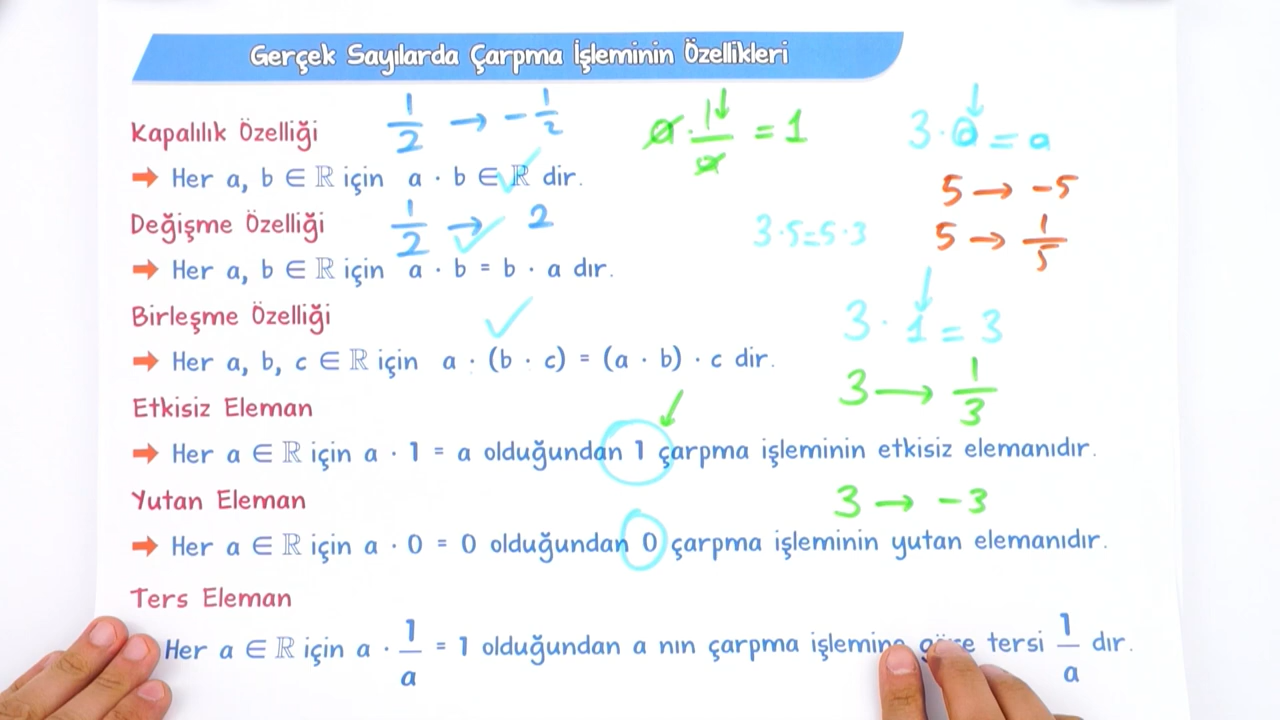 Gerçek Sayılarda Çarpma İşleminin Özellikleri
Kapalılık Özelliği
1/2 → -1/2
a · 1/a = 1
3 · 0 = 0
Her a, b ∈ ℝ için a · b ∈ ℝ dir.
5 → -5
Değişme Özelliği
1/2 → 2
3·5=5·3
5 → 1/5
Her a, b ∈ ℝ için a · b = b · a dır.
Birleşme Özelliği
3 · 1 = 3
Her a, b, c ∈ ℝ için a · (b · c) = (a · b) · c dir.
3 → 1/3
Etkisiz Eleman
Her a ∈ ℝ için a · 1 = a olduğundan 1 çarpma işleminin etkisiz elemanıdır.
Yutan Eleman
3 → -3
Her a ∈ ℝ için a · 0 = 0 olduğundan 0 çarpma işleminin yutan elemanıdır.
Ters Eleman
Her a ∈ ℝ için a · 1/a = 1 olduğundan a nın çarpma işlemine göre tersi 1/a dır.